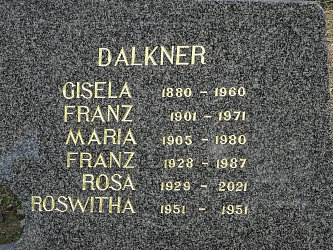 DALKNER
GISELA 1880 - 1960
FRANZ 1901 - 1971
MARIA 1905 - 1980
FRANZ 1928 - 1987
ROSA 1929 - 2021
ROSWITHA 1951 - 1951